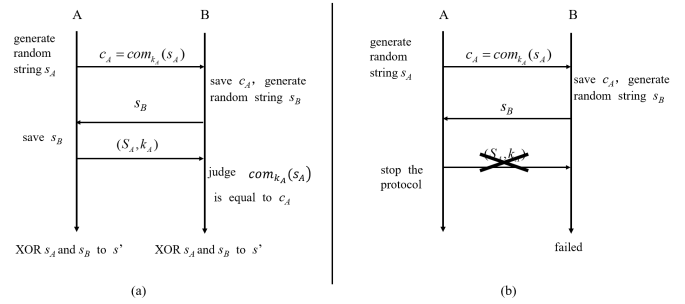 A B
generate
random
string s_A
c_A = com_{k_A}(s_A)
save c_A, generate
random string s_B
s_B
save s_B
(S_A, k_A)
judge com_{k_A}(s_A)
is equal to c_A
XOR s_A and s_B to s’
XOR s_A and s_B to s’
(a)
A B
generate
random
string s_A
c_A = com_{k_A}(s_A)
save c_A, generate
random string s_B
s_B
(S_A, k_A)
stop the
protocol
failed
(b)